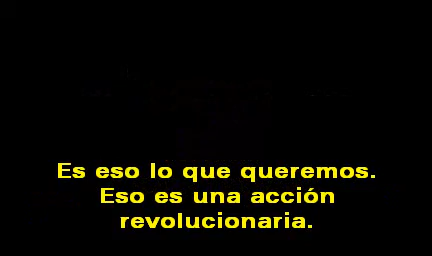 Es eso lo que queremos.
Eso es una acción
revolucionaria.